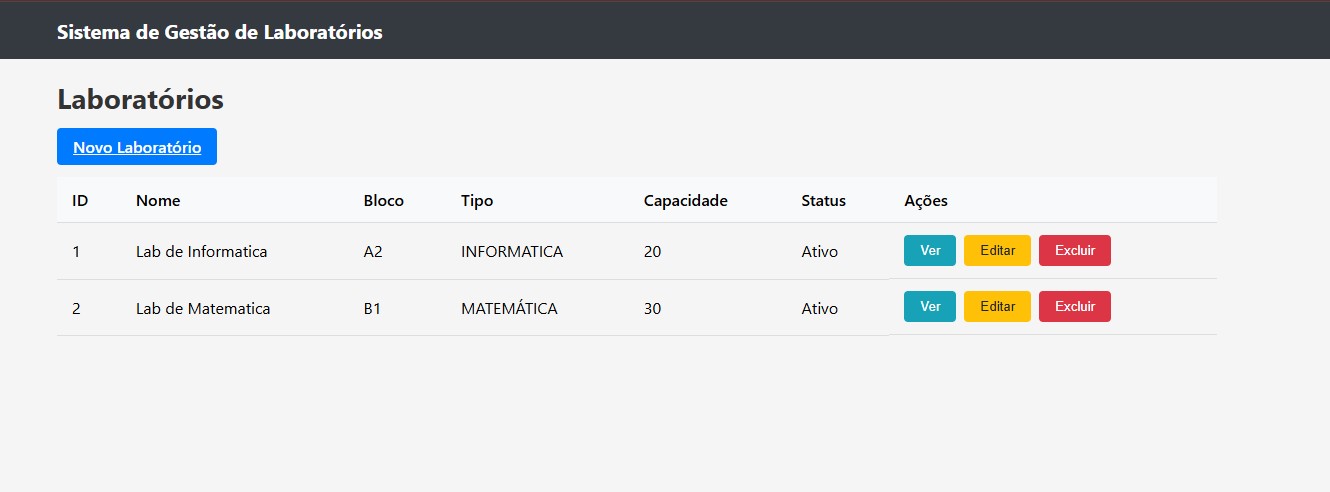 Sistema de Gestão de Laboratórios
Laboratórios
Novo Laboratório
ID Nome Bloco Tipo Capacidade Status Ações
1 Lab de Informatica A2 INFORMATICA 20 Ativo Ver Editar Excluir
2 Lab de Matematica B1 MATEMÁTICA 30 Ativo Ver Editar Excluir